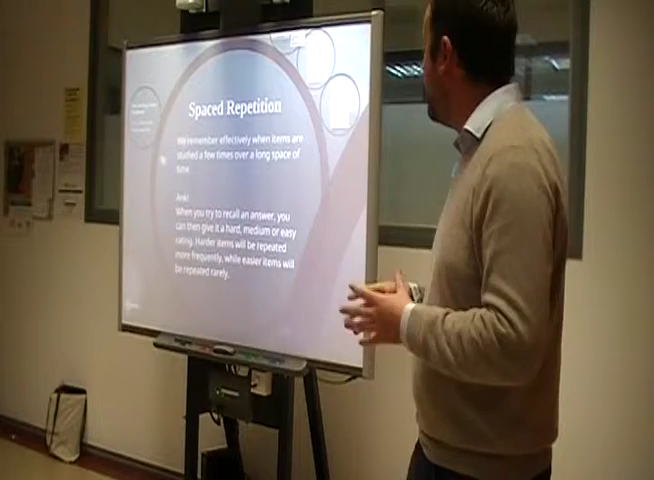 Spaced Repetition
We remember effectively when items are
studied a few times over a long space of
time
Anki
When you try to recall an answer, you
can then give it a hard, medium or easy
rating. Harder items will be repeated
more frequently, while easier items will
be repeated rarely.